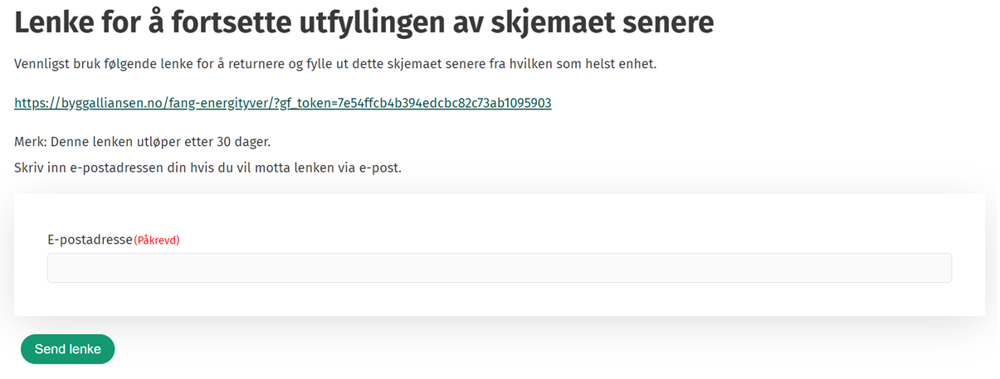 Lenke for å fortsette utfyllingen av skjemaet senere
Vennligst bruk følgende lenke for å returnere og fylle ut dette skjemaet senere fra hvilken som helst enhet.
https://byggalliansen.no/fang-energityver/?gf_token=7e54ffcb4b394edcbc82c73ab1095903
Merk: Denne lenken utløper etter 30 dager.
Skriv inn e-postadressen din hvis du vil motta lenken via e-post.
E-postadresse(Påkrevd)
Send lenke